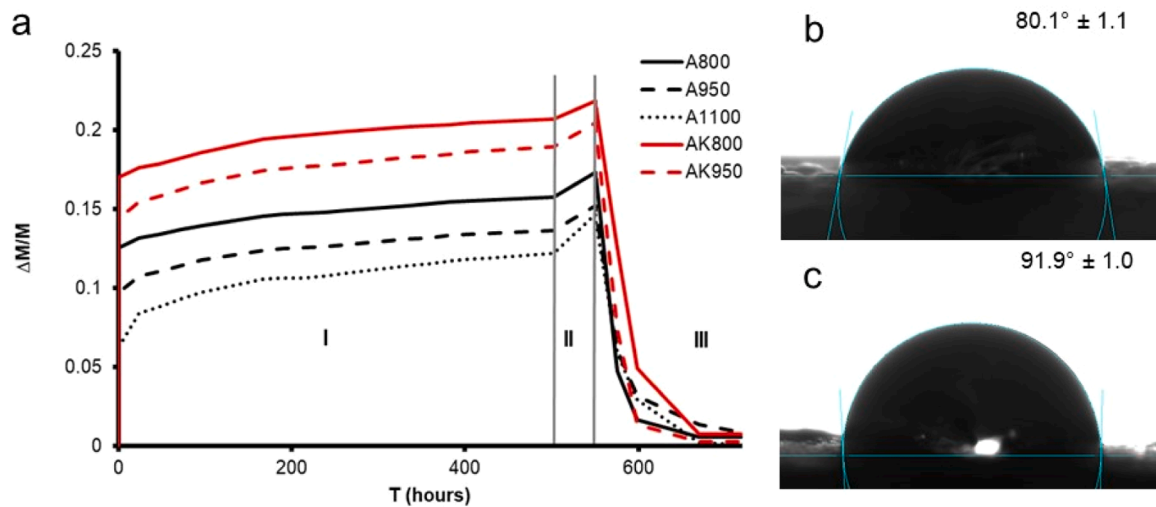 a
0.25
0.2
0.15
0.1
0.05
0
ΔM/M
0
200
400
600
T (hours)
A800
A950
A1100
AK800
AK950
I
II
III
b
80.1° ± 1.1
c
91.9° ± 1.0